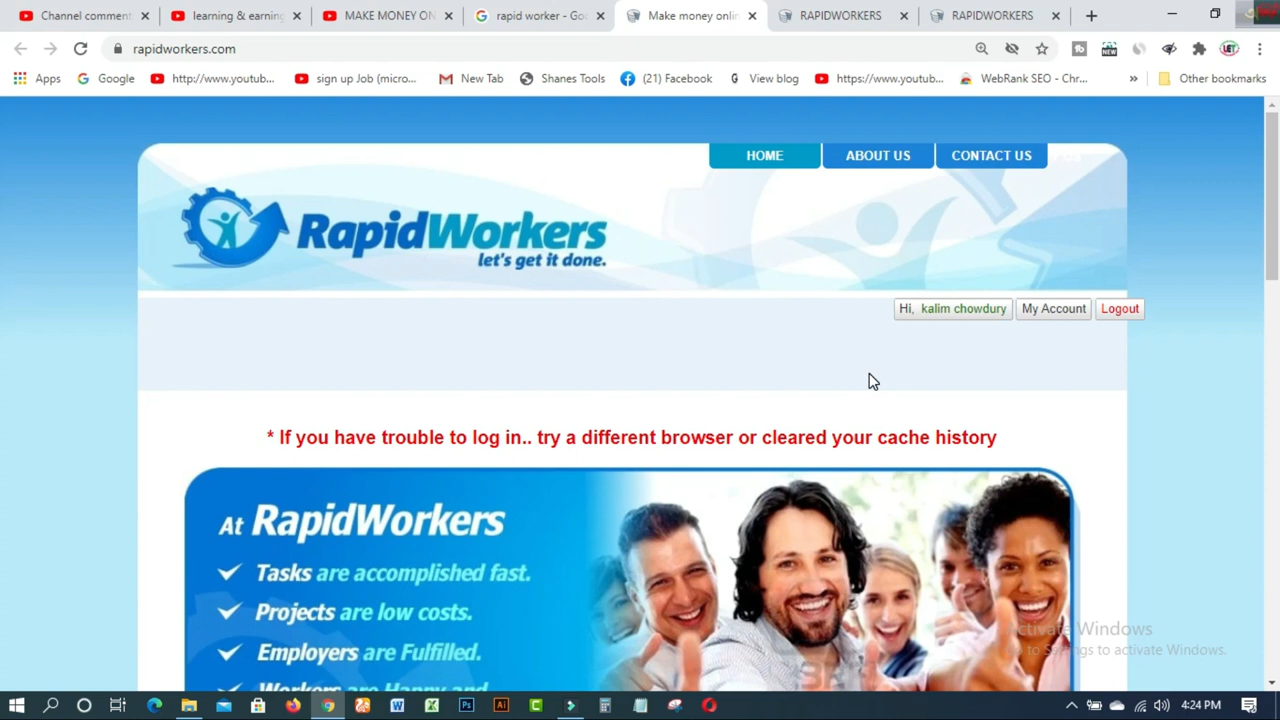 Channel comment
learning & earning
MAKE MONEY ON
rapid workers
Make money onlin
RAPIDWORKERS
RAPIDWORKERS
rapidworkers.com
NEW
Apps
Google
http://www.youtub...
sign up Job (micro...
New Tab
Shanes Tools
(21) Facebook
View blog
https://www.youtub...
WebRank SEO - Chr...
»
Other bookmarks
HOME
ABOUT US
CONTACT US
RapidWorkers
let's get it done.
Hi, kalim chowdury
My Account
Logout
* If you have trouble to log in.. try a different browser or cleared your cache history
At RapidWorkers
Tasks are accomplished fast.
Projects are low costs.
Employers are Fulfilled.
Workers are Happy and
Activate Windows
Go to Settings to activate Windows.
4:24 PM